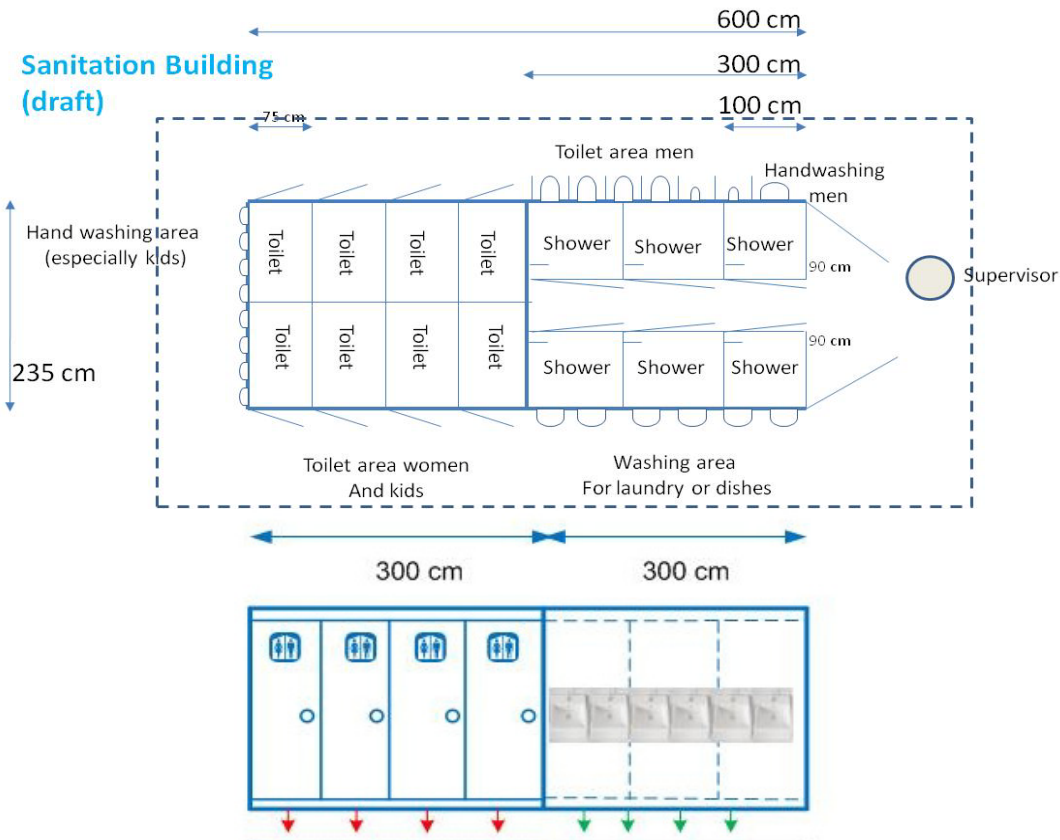 600 cm
Sanitation Building
(draft)
300 cm
100 cm
75 cm
Toilet area men
Handwashing
men
Hand washing area
(especially kids)
Toilet
Toilet
Toilet
Toilet
Shower
Shower
Shower
90 cm
Supervisor
Toilet
Toilet
Toilet
Toilet
90 cm
Shower
Shower
Shower
235 cm
Toilet area women
And kids
Washing area
For laundry or dishes
300 cm
300 cm